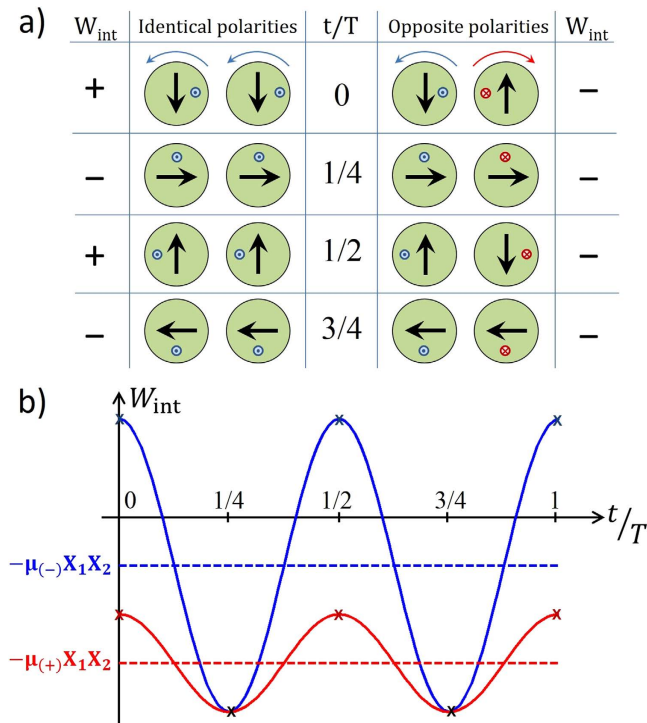 a)
W_int Identical polarities t/T Opposite polarities W_int
+ 0 −
− 1/4 −
+ 1/2 −
− 3/4 −
b)
W_int
0 1/4 1/2 3/4 1
t/T
−μ(−)X₁X₂
−μ(+)X₁X₂